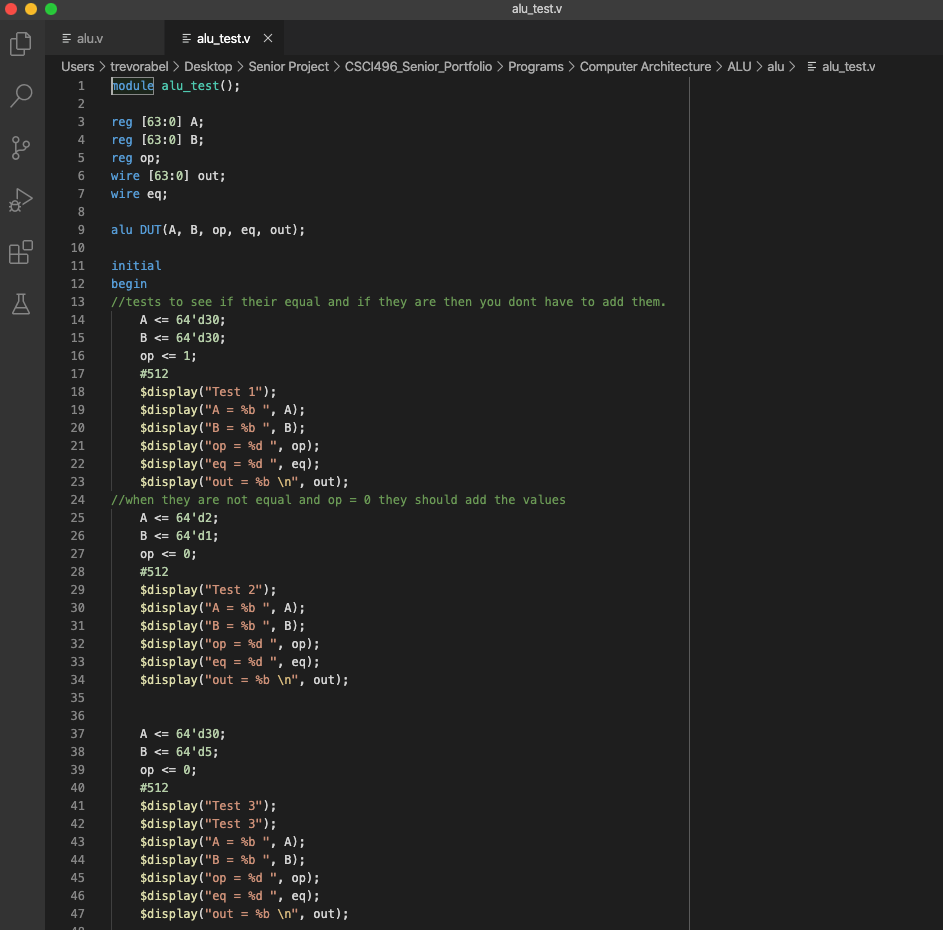 alu_test.v
alu.v
alu_test.v
Users > trevorabel > Desktop > Senior Project > CSCI496_Senior_Portfolio > Programs > Computer Architecture > ALU > alu > alu_test.v
1 module alu_test();
2
3 reg [63:0] A;
4 reg [63:0] B;
5 reg op;
6 wire [63:0] out;
7 wire eq;
8
9 alu DUT(A, B, op, eq, out);
10
11 initial
12 begin
13 //tests to see if their equal and if they are then you dont have to add them.
14     A <= 64'd30;
15     B <= 64'd30;
16     op <= 1;
17     #512
18     $display("Test 1");
19     $display("A = %b ", A);
20     $display("B = %b ", B);
21     $display("op = %d ", op);
22     $display("eq = %d ", eq);
23     $display("out = %b \n", out);
24 //when they are not equal and op = 0 they should add the values
25     A <= 64'd2;
26     B <= 64'd1;
27     op <= 0;
28     #512
29     $display("Test 2");
30     $display("A = %b ", A);
31     $display("B = %b ", B);
32     $display("op = %d ", op);
33     $display("eq = %d ", eq);
34     $display("out = %b \n", out);
35
36
37     A <= 64'd30;
38     B <= 64'd5;
39     op <= 0;
40     #512
41     $display("Test 3");
42     $display("Test 3");
43     $display("A = %b ", A);
44     $display("B = %b ", B);
45     $display("op = %d ", op);
46     $display("eq = %d ", eq);
47     $display("out = %b \n", out);